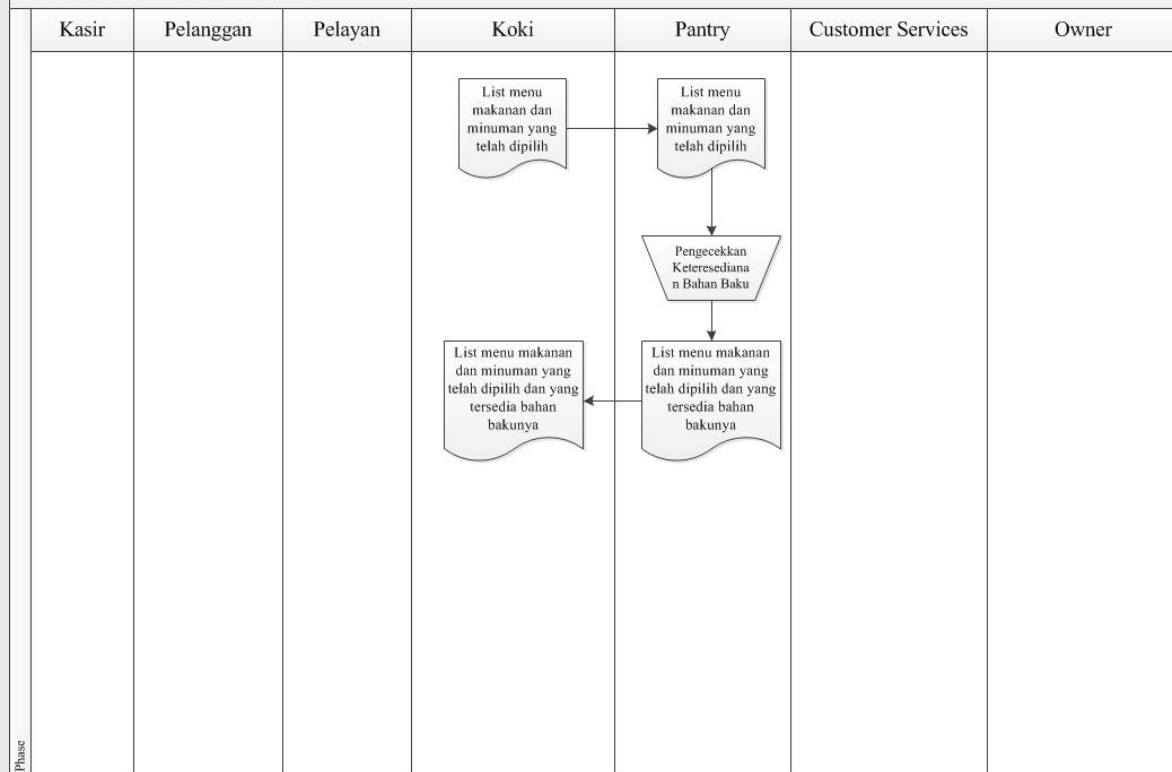 Kasir
Pelanggan
Pelayan
Koki
Pantry
Customer Services
Owner
List menu
makanan dan
minuman yang
telah dipilih
List menu
makanan dan
minuman yang
telah dipilih
Pengecekkan
Keteresediana
n Bahan Baku
List menu makanan
dan minuman yang
telah dipilih dan yang
tersedia bahan
bakunya
List menu makanan
dan minuman yang
telah dipilih dan yang
tersedia bahan
bakunya
Phase